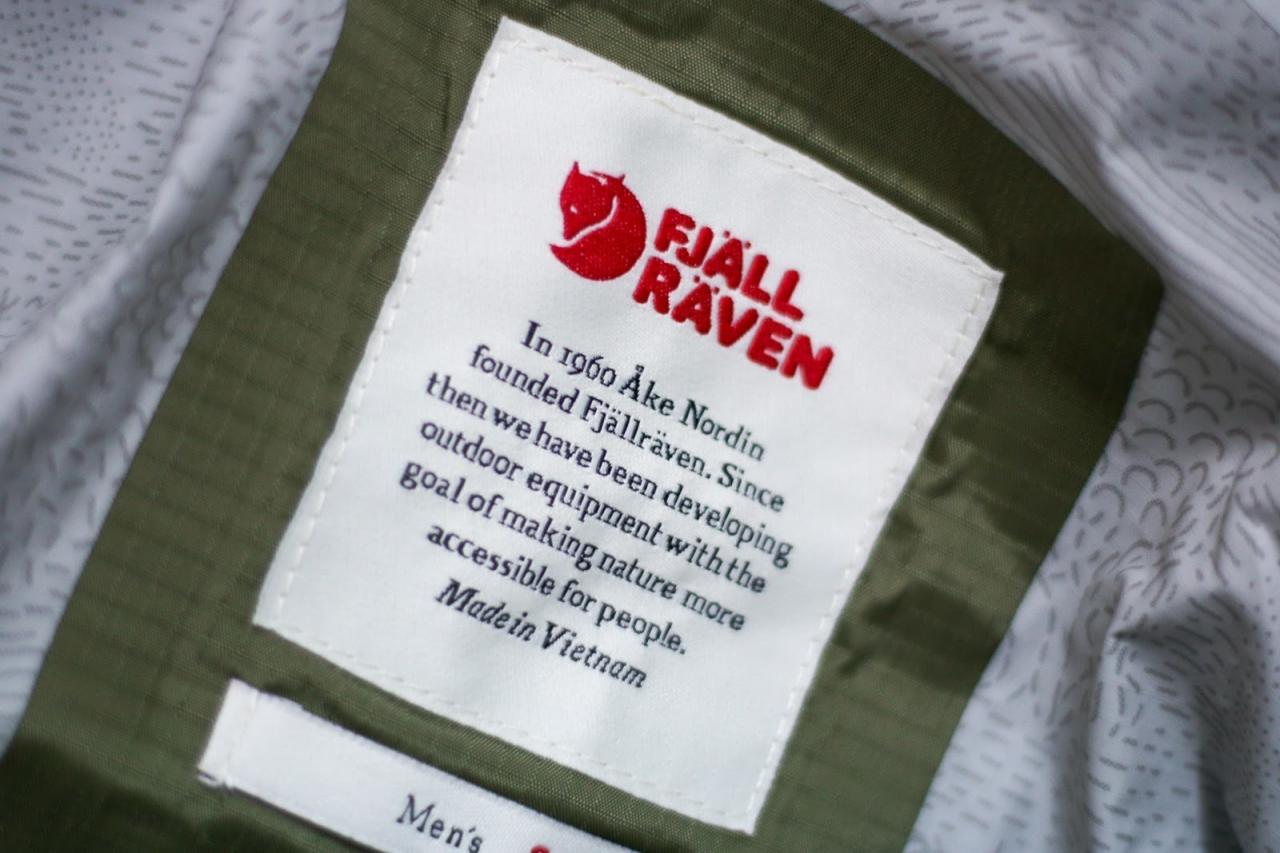 FJÄLL
RÄVEN
In 1960 Åke Nordin
founded Fjällräven. Since
then we have been developing
outdoor equipment with the
goal of making nature more
accessible for people.
Made in Vietnam
Men's